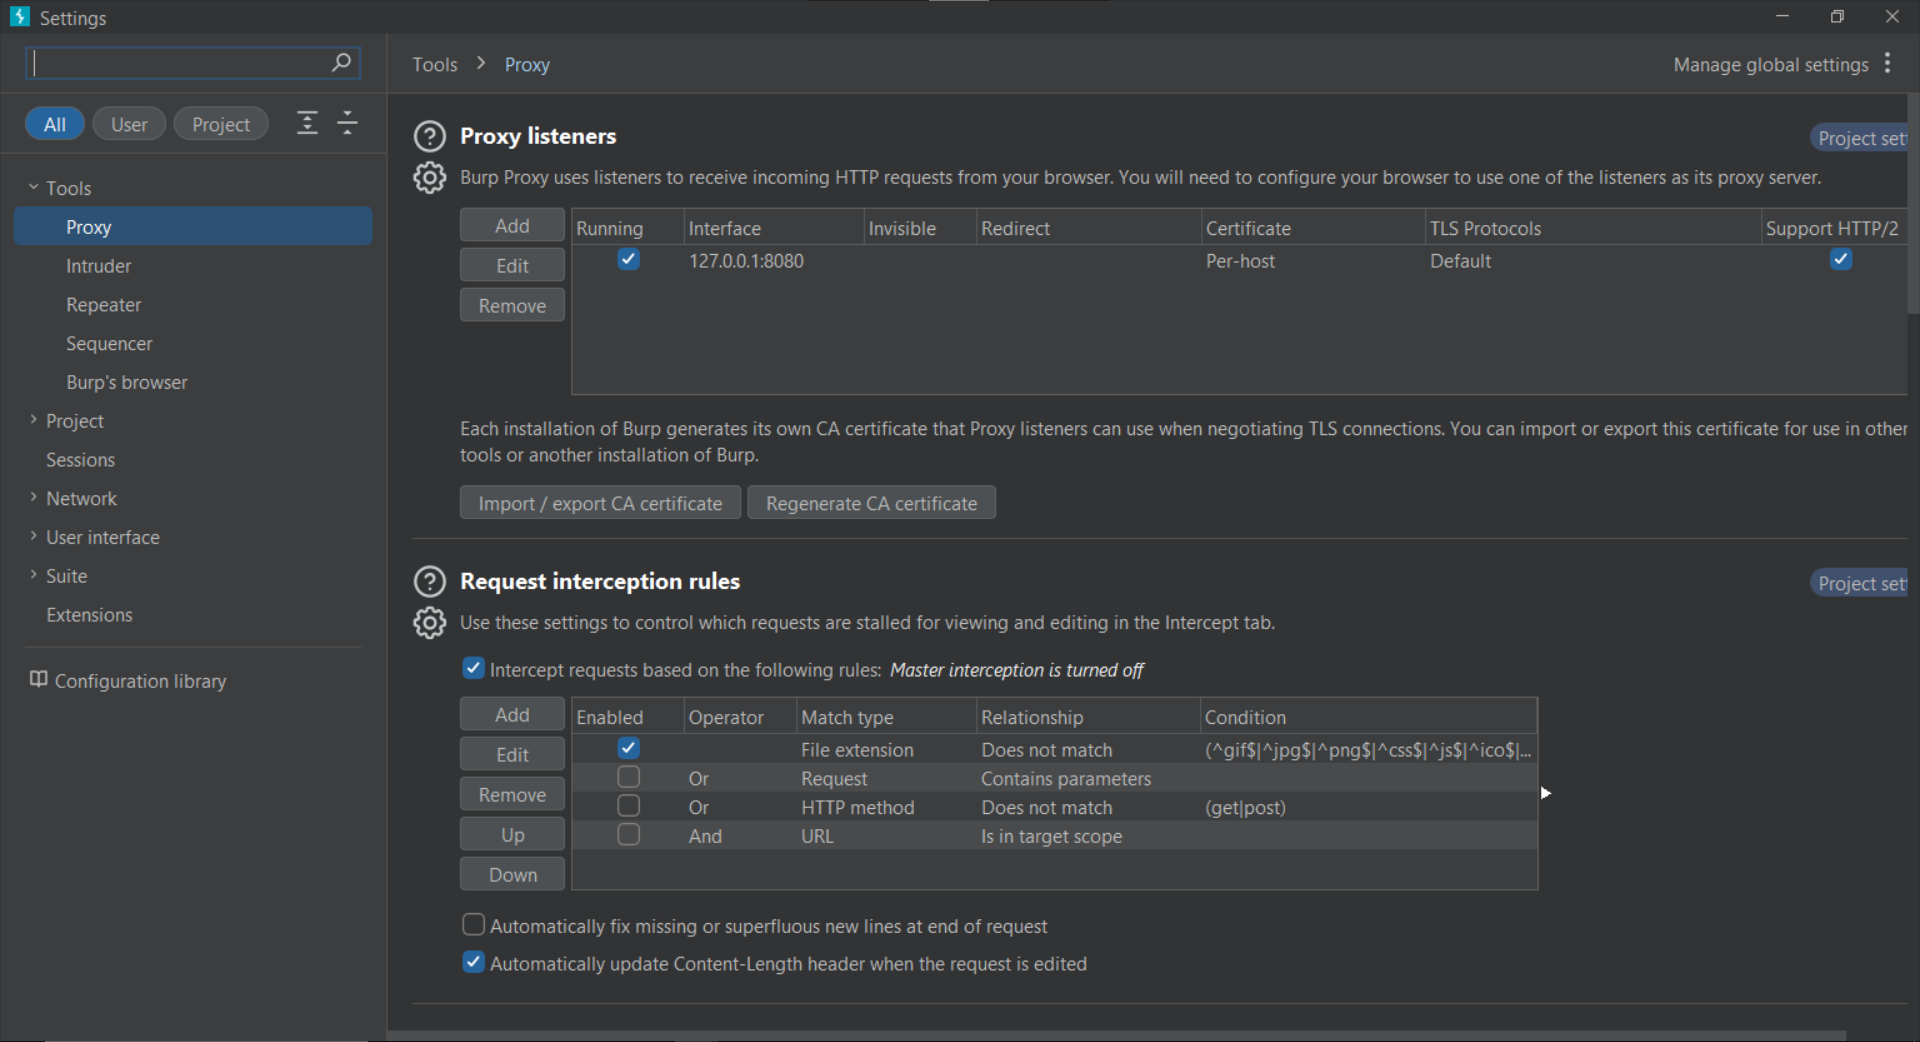 Settings
Tools > Proxy
Manage global settings
All User Project
Tools
Proxy
Intruder
Repeater
Sequencer
Burp's browser
Project
Sessions
Network
User interface
Suite
Extensions
Configuration library
Proxy listeners
Project sett
Burp Proxy uses listeners to receive incoming HTTP requests from your browser. You will need to configure your browser to use one of the listeners as its proxy server.
Add
Edit
Remove
Running Interface Invisible Redirect Certificate TLS Protocols Support HTTP/2
127.0.0.1:8080 Per-host Default
Each installation of Burp generates its own CA certificate that Proxy listeners can use when negotiating TLS connections. You can import or export this certificate for use in other
tools or another installation of Burp.
Import / export CA certificate Regenerate CA certificate
Request interception rules
Project sett
Use these settings to control which requests are stalled for viewing and editing in the Intercept tab.
Intercept requests based on the following rules: Master interception is turned off
Add
Edit
Remove
Up
Down
Enabled Operator Match type Relationship Condition
File extension Does not match (^gif$|^jpg$|^png$|^css$|^js$|^ico$|...
Or Request Contains parameters
Or HTTP method Does not match (get|post)
And URL Is in target scope
Automatically fix missing or superfluous new lines at end of request
Automatically update Content-Length header when the request is edited